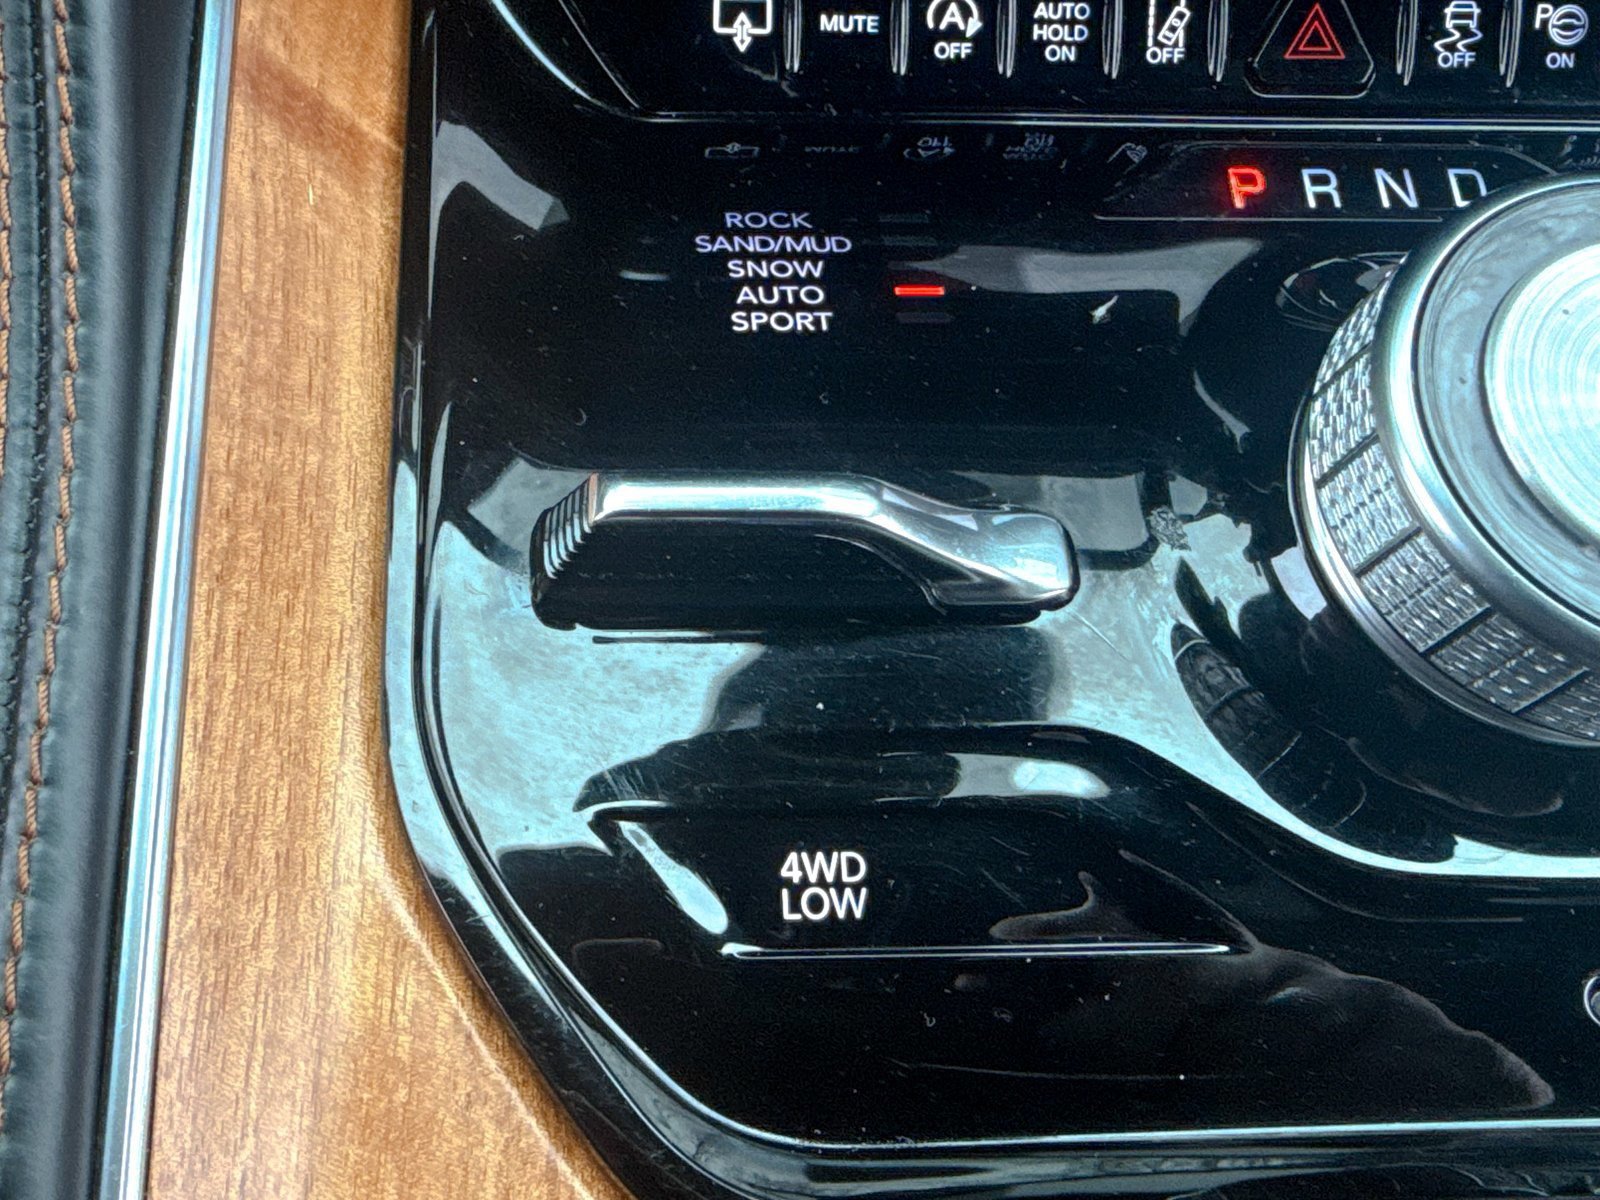 MUTE
A
OFF
AUTO
HOLD
ON
OFF
OFF
P
ON
P R N D
ROCK
SAND/MUD
SNOW
AUTO
SPORT
4WD
LOW